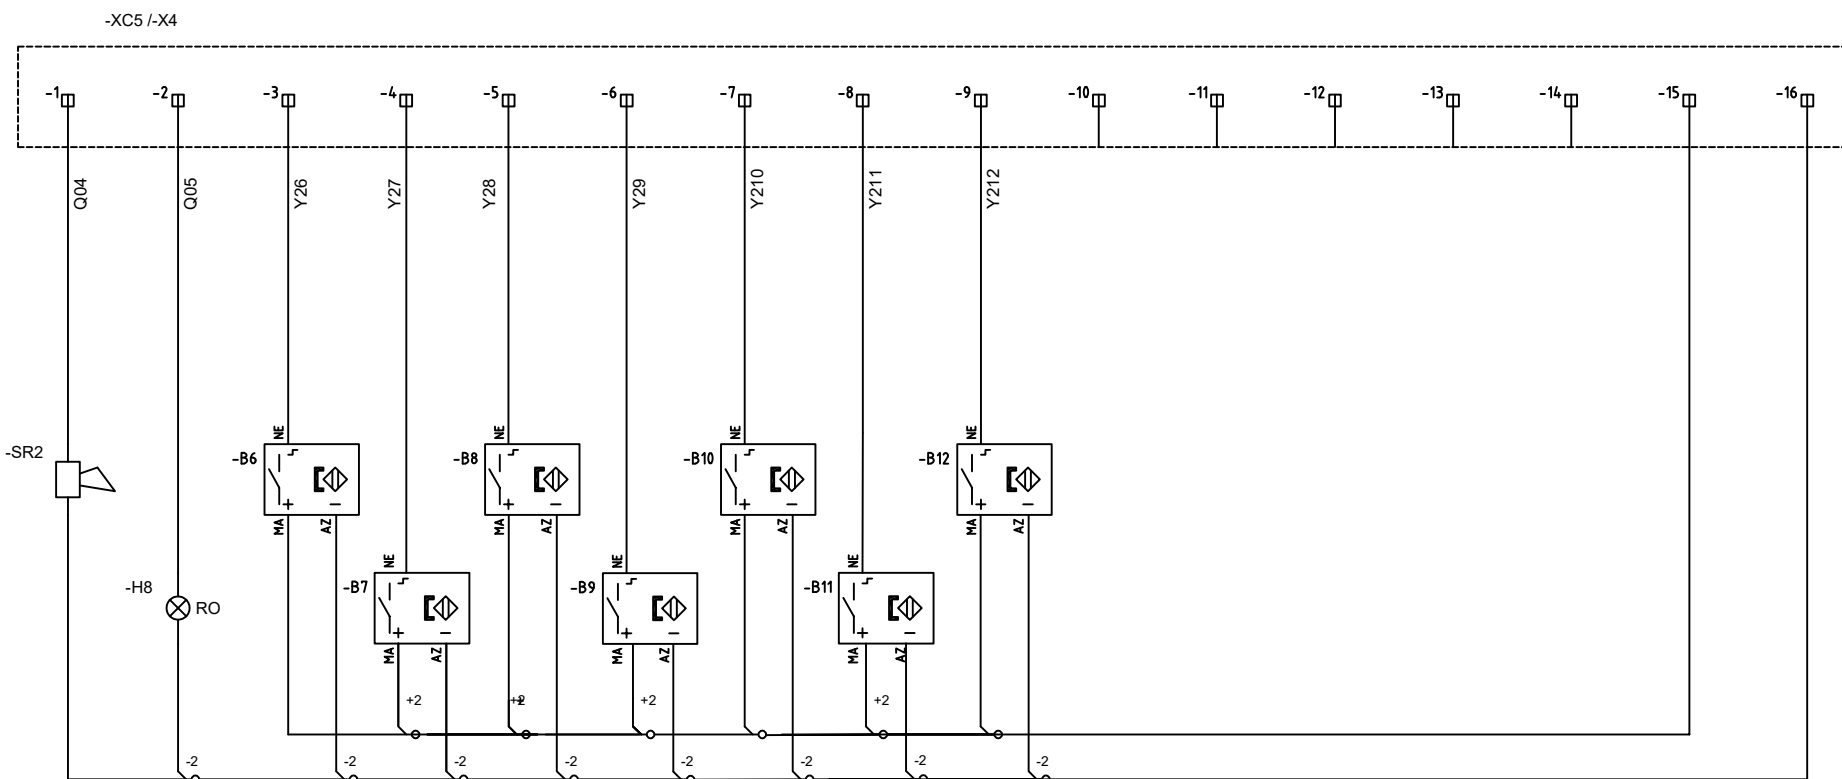 -XC5 /-X4
-1 -2 -3 -4 -5 -6 -7 -8 -9 -10 -11 -12 -13 -14 -15 -16
Q04 Q05 Y26 Y27 Y28 Y29 Y210 Y211 Y212
NE NE NE NE
-SR2 -B6 -B8 -B10 -B12
+ − + − + − + −
MA AZ MA AZ MA AZ MA AZ
NE NE NE
-H8 RO -B7 -B9 -B11
+ − + − + −
MA AZ MA AZ MA AZ
+2 +2 +2 +2
-2 -2 -2 -2 -2 -2 -2 -2